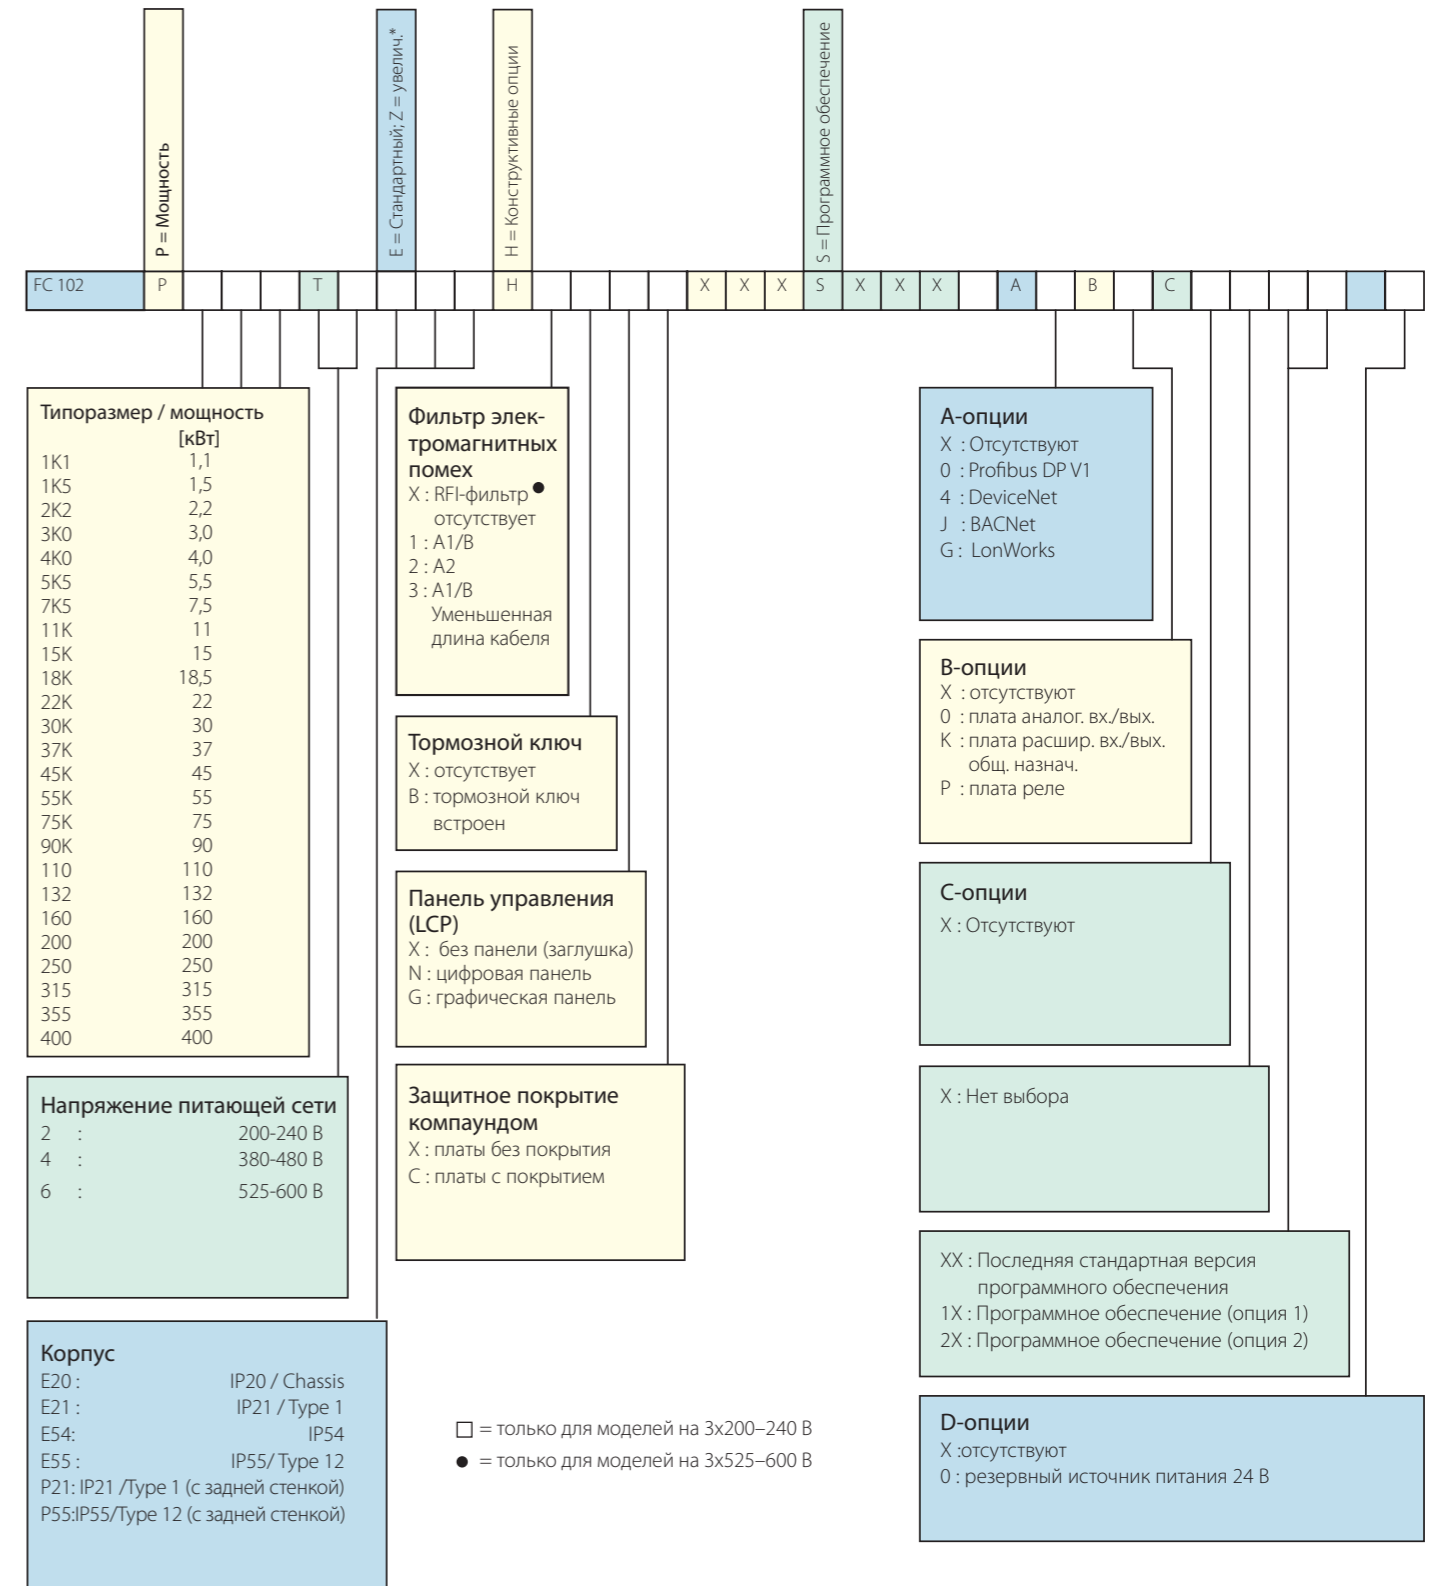 P = Мощность
E = Стандартный; Z = увелич.*
H = Конструктивные опции
S = Программное обеспечение
FC 102 P T H X X X S X X X A B C
Типоразмер / мощность
[кВт]
1K1 1,1
1K5 1,5
2K2 2,2
3K0 3,0
4K0 4,0
5K5 5,5
7K5 7,5
11K 11
15K 15
18K 18,5
22K 22
30K 30
37K 37
45K 45
55K 55
75K 75
90K 90
110 110
132 132
160 160
200 200
250 250
315 315
355 355
400 400
Напряжение питающей сети
2 : 200-240 В
4 : 380-480 В
6 : 525-600 В
Корпус
E20 : IP20 / Chassis
E21 : IP21 / Type 1
E54: IP54
E55 : IP55/ Type 12
P21: IP21 /Type 1 (с задней стенкой)
P55:IP55/Type 12 (с задней стенкой)
Фильтр элек-
тромагнитных
помех
X : RFI-фильтр ●
отсутствует
1 : A1/B
2 : A2
3 : A1/B
Уменьшенная
длина кабеля
Тормозной ключ
X : отсутствует
B : тормозной ключ
встроен
Панель управления
(LCP)
X : без панели (заглушка)
N : цифровая панель
G : графическая панель
Защитное покрытие
компаундом
X : платы без покрытия
C : платы с покрытием
□ = только для моделей на 3x200–240 В
● = только для моделей на 3x525–600 В
A-опции
X : Отсутствуют
0 : Profibus DP V1
4 : DeviceNet
J : BACNet
G : LonWorks
B-опции
X : отсутствуют
0 : плата аналог. вх./вых.
K : плата расшир. вх./вых.
общ. назнач.
P : плата реле
C-опции
X : Отсутствуют
X : Нет выбора
XX : Последняя стандартная версия
программного обеспечения
1X : Программное обеспечение (опция 1)
2X : Программное обеспечение (опция 2)
D-опции
X :отсутствуют
0 : резервный источник питания 24 В